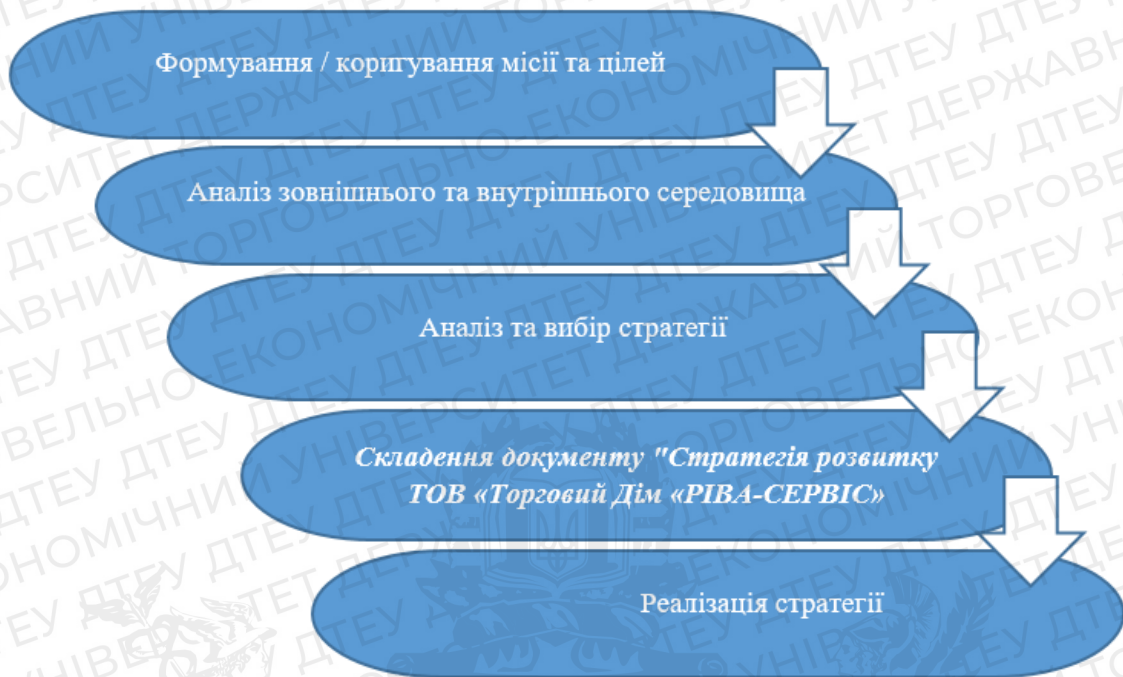 Формування / коригування місії та цілей
Аналіз зовнішнього та внутрішнього середовища
Аналіз та вибір стратегії
Складення документу "Стратегія розвитку
ТОВ «Торговий Дім «РІВА-СЕРВІС»
Реалізація стратегії